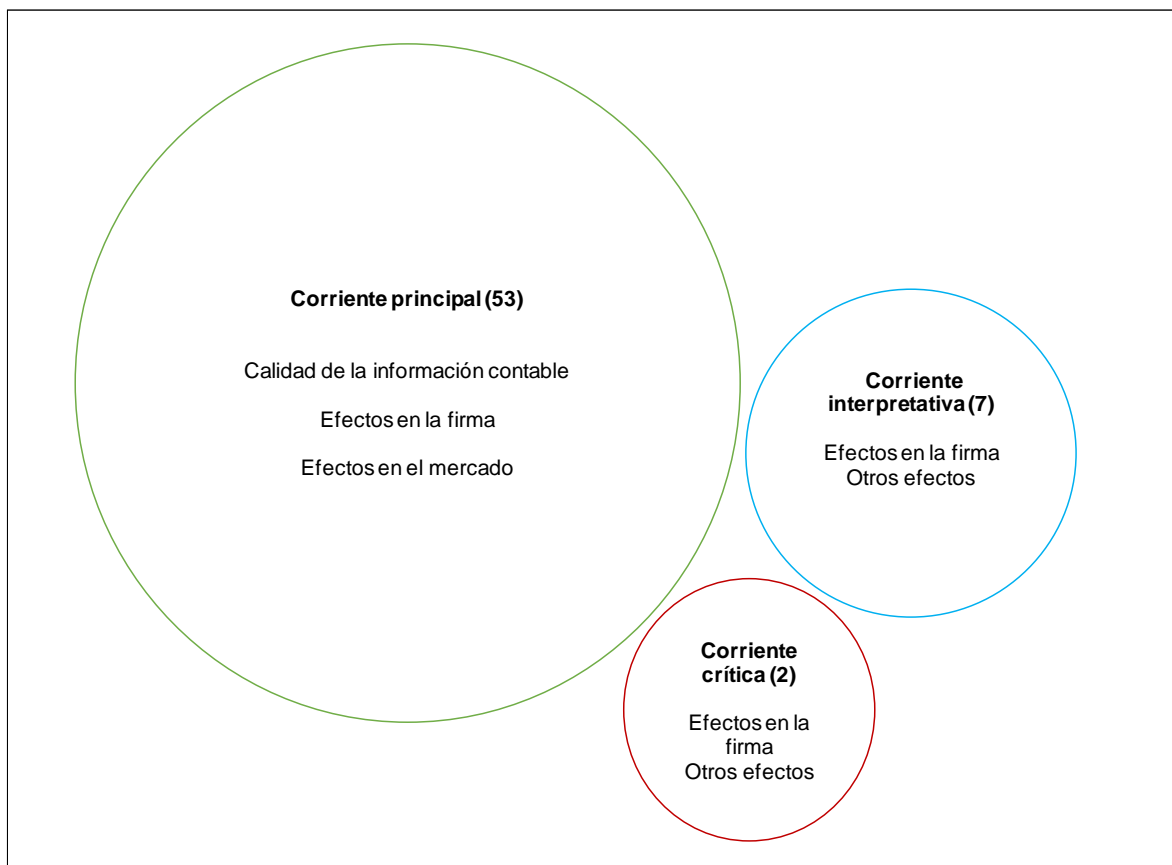 Corriente principal (53)
Calidad de la información contable
Efectos en la firma
Efectos en el mercado
Corriente
interpretativa (7)
Efectos en la firma
Otros efectos
Corriente
crítica (2)
Efectos en la
firma
Otros efectos